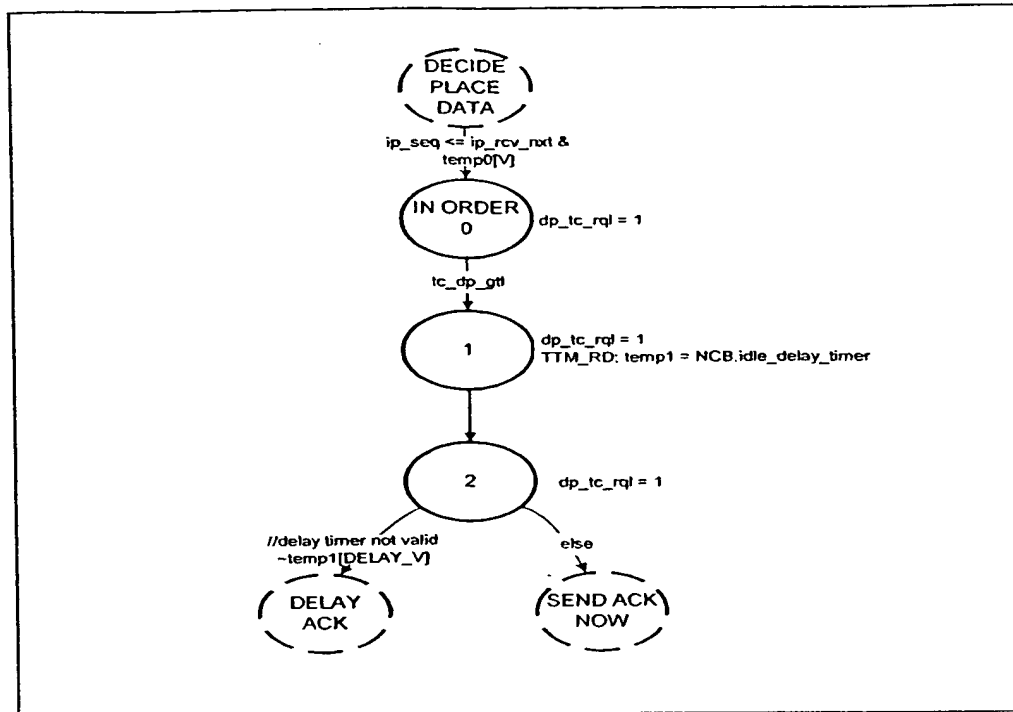 DECIDE
PLACE
DATA
ip_seq <= ip_rcv_nxt &
temp0[V]
IN ORDER
0
dp_tc_rql = 1
tc_dp_gtl
1
dp_tc_rql = 1
TTM_RD; temp1 = NCB.idle_delay_timer
2
dp_tc_rql = 1
//delay timer not valid
~temp1[DELAY_V]
else
DELAY
ACK
SEND ACK
NOW